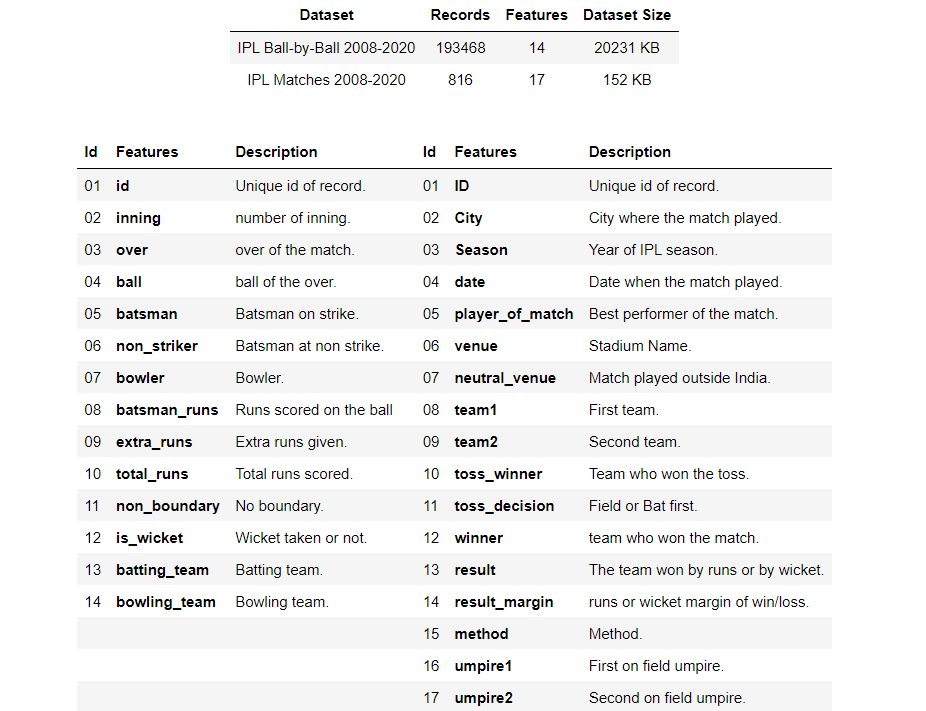 Dataset Records Features Dataset Size
IPL Ball-by-Ball 2008-2020 193468 14 20231 KB
IPL Matches 2008-2020 816 17 152 KB
Id Features Description Id Features Description
01 id Unique id of record. 01 ID Unique id of record.
02 inning number of inning. 02 City City where the match played.
03 over over of the match. 03 Season Year of IPL season.
04 ball ball of the over. 04 date Date when the match played.
05 batsman Batsman on strike. 05 player_of_match Best performer of the match.
06 non_striker Batsman at non strike. 06 venue Stadium Name.
07 bowler Bowler. 07 neutral_venue Match played outside India.
08 batsman_runs Runs scored on the ball 08 team1 First team.
09 extra_runs Extra runs given. 09 team2 Second team.
10 total_runs Total runs scored. 10 toss_winner Team who won the toss.
11 non_boundary No boundary. 11 toss_decision Field or Bat first.
12 is_wicket Wicket taken or not. 12 winner team who won the match.
13 batting_team Batting team. 13 result The team won by runs or by wicket.
14 bowling_team Bowling team. 14 result_margin runs or wicket margin of win/loss.
15 method Method.
16 umpire1 First on field umpire.
17 umpire2 Second on field umpire.